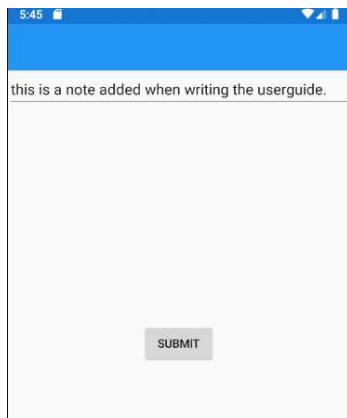 5:45
this is a note added when writing the userguide.
SUBMIT